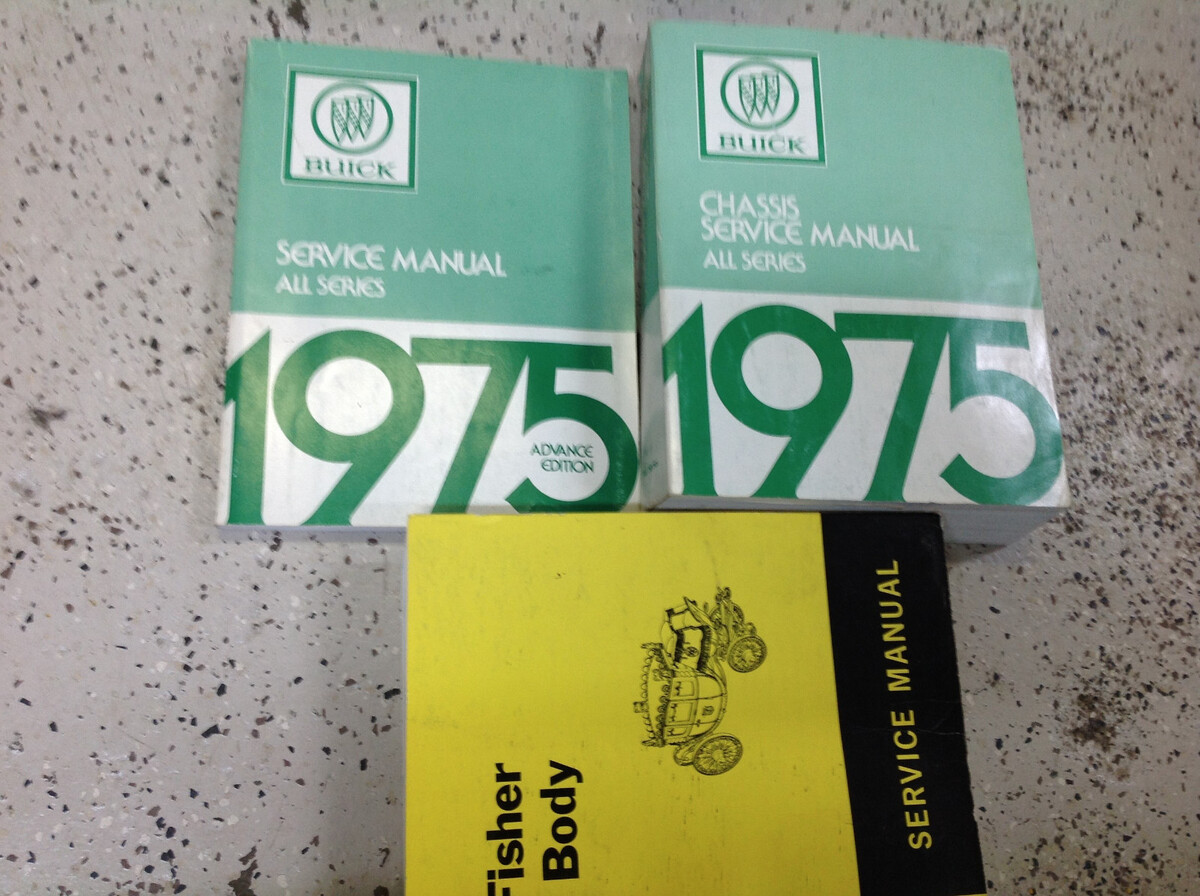 BUICK
SERVICE MANUAL
ALL SERIES
1975
ADVANCE
EDITION
BUICK
CHASSIS
SERVICE MANUAL
ALL SERIES
1975
Fisher
Body
SERVICE MANUAL